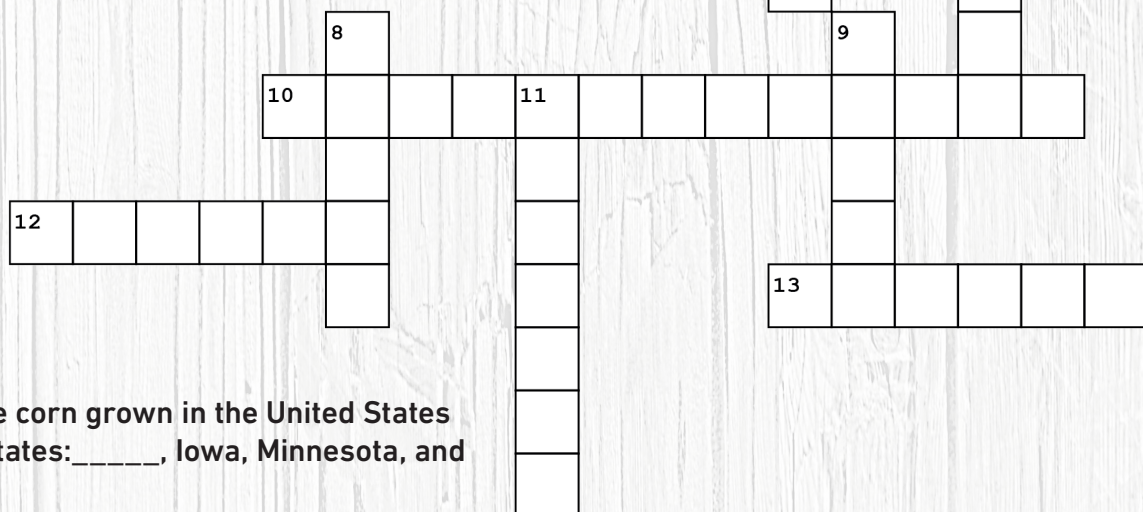 8
9
10 11
12
13
e corn grown in the United States
tates:_____, Iowa, Minnesota, and